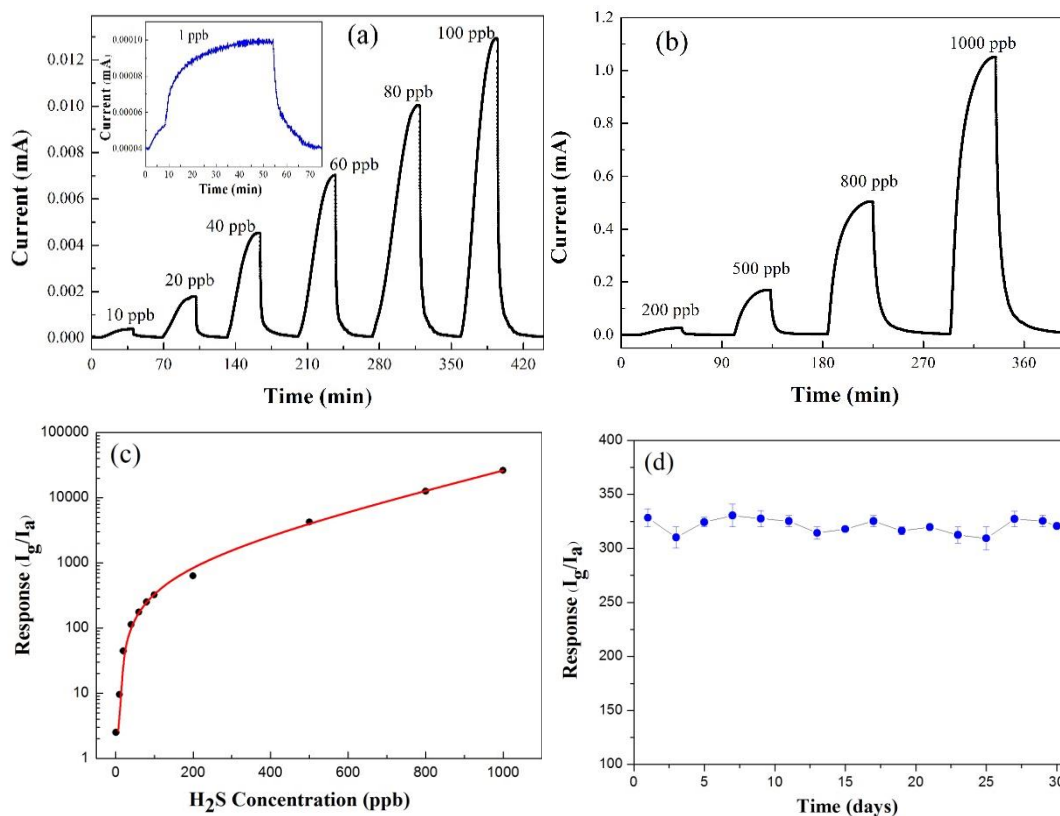 (a)
1 ppb
0.00010
0.00008
0.00006
0.00004
Current (mA)
0 10 20 30 40 50 60 70
Time (min)
10 ppb
20 ppb
40 ppb
60 ppb
80 ppb
100 ppb
0.012
0.010
0.008
0.006
0.004
0.002
0.000
Current (mA)
0 70 140 210 280 350 420
Time (min)
(b)
200 ppb
500 ppb
800 ppb
1000 ppb
1.2
1.0
0.8
0.6
0.4
0.2
0.0
Current (mA)
0 90 180 270 360
Time (min)
(c)
100000
10000
1000
100
10
1
Response (Ig/Ia)
0 200 400 600 800 1000
H2S Concentration (ppb)
(d)
400
350
300
250
200
150
100
Response (Ig/Ia)
0 5 10 15 20 25 30
Time (days)